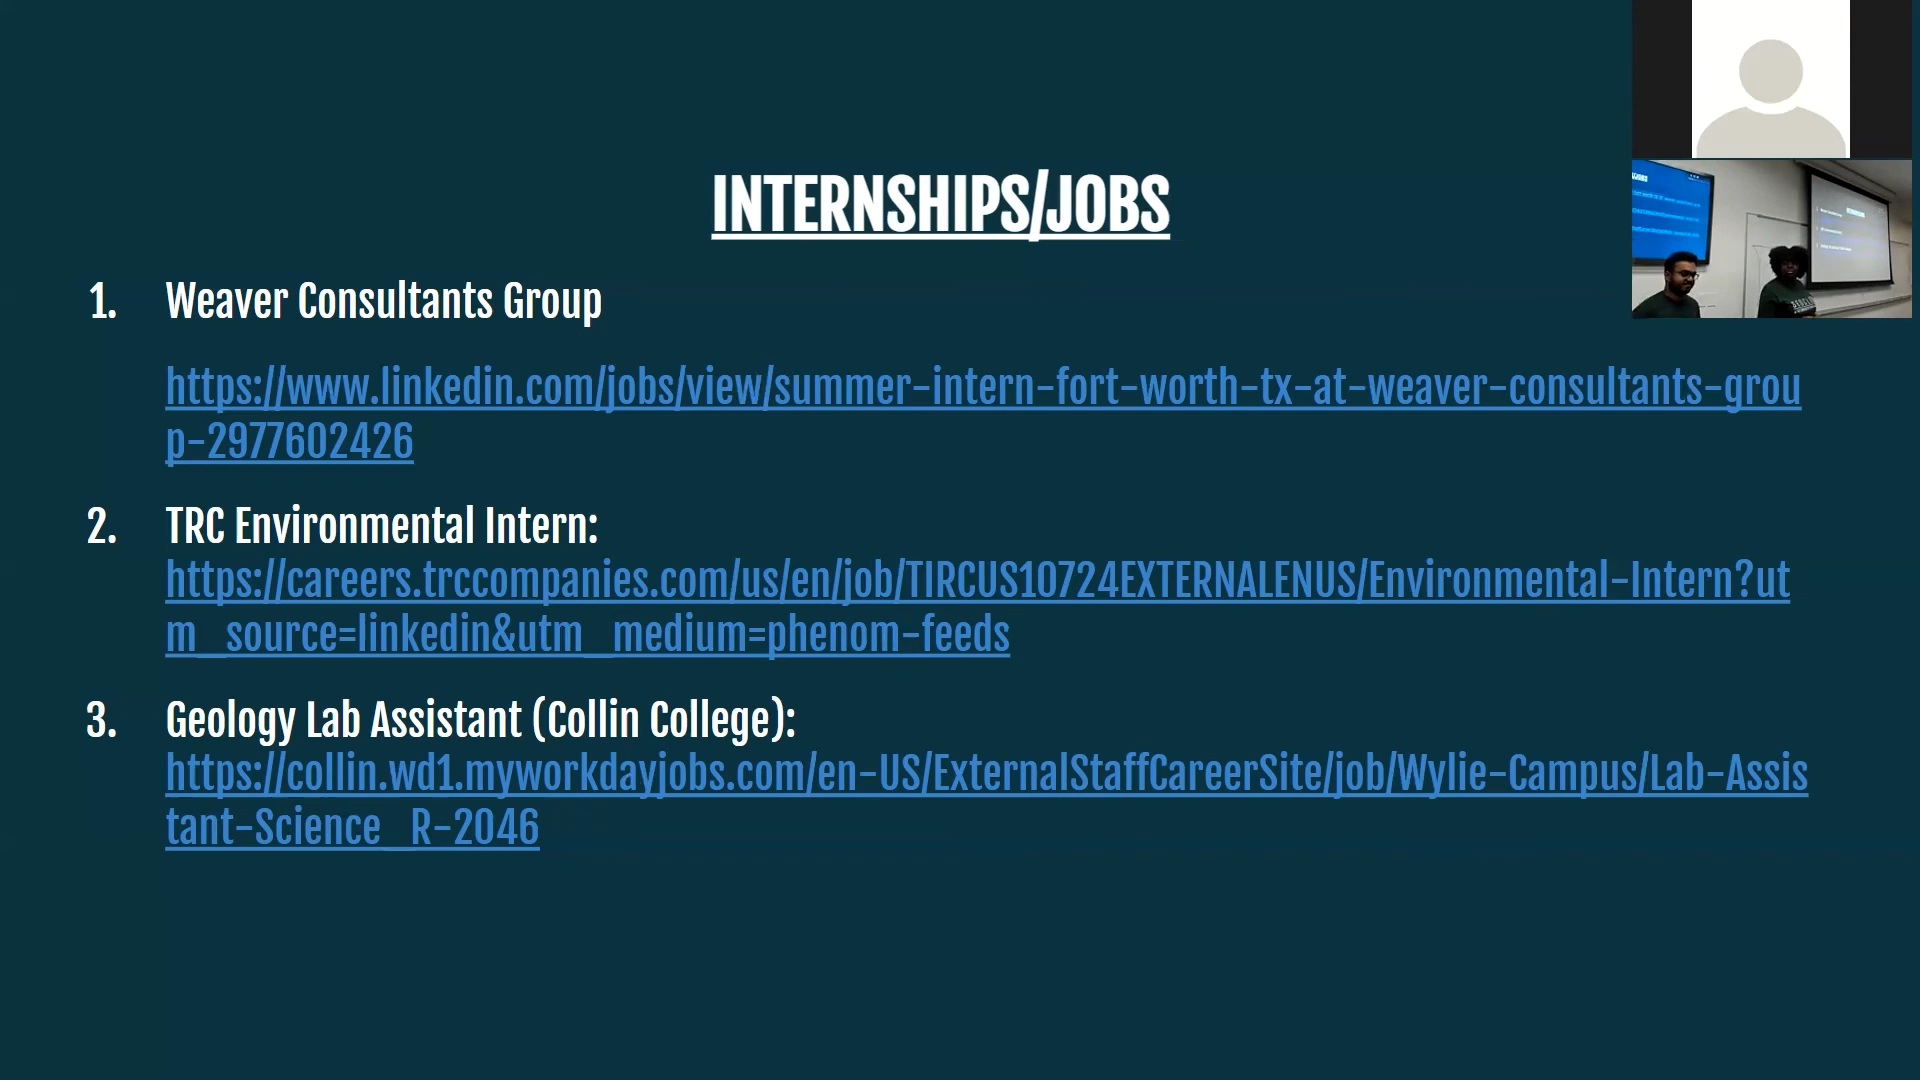 INTERNSHIPS/JOBS
1. Weaver Consultants Group
https://www.linkedin.com/jobs/view/summer-intern-fort-worth-tx-at-weaver-consultants-grou
p-2977602426
2. TRC Environmental Intern:
https://careers.trccompanies.com/us/en/job/TIRCUS10724EXTERNALENUS/Environmental-Intern?ut
m_source=linkedin&utm_medium=phenom-feeds
3. Geology Lab Assistant (Collin College):
https://collin.wd1.myworkdayjobs.com/en-US/ExternalStaffCareerSite/job/Wylie-Campus/Lab-Assis
tant-Science_R-2046